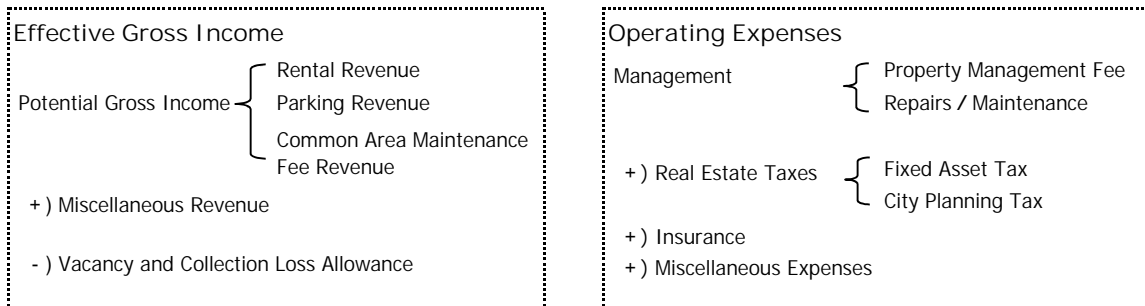 Effective Gross Income
Rental Revenue
Potential Gross Income
Parking Revenue
Common Area Maintenance
Fee Revenue
+) Miscellaneous Revenue
-) Vacancy and Collection Loss Allowance
Operating Expenses
Management
Property Management Fee
Repairs / Maintenance
+) Real Estate Taxes
Fixed Asset Tax
City Planning Tax
+) Insurance
+) Miscellaneous Expenses